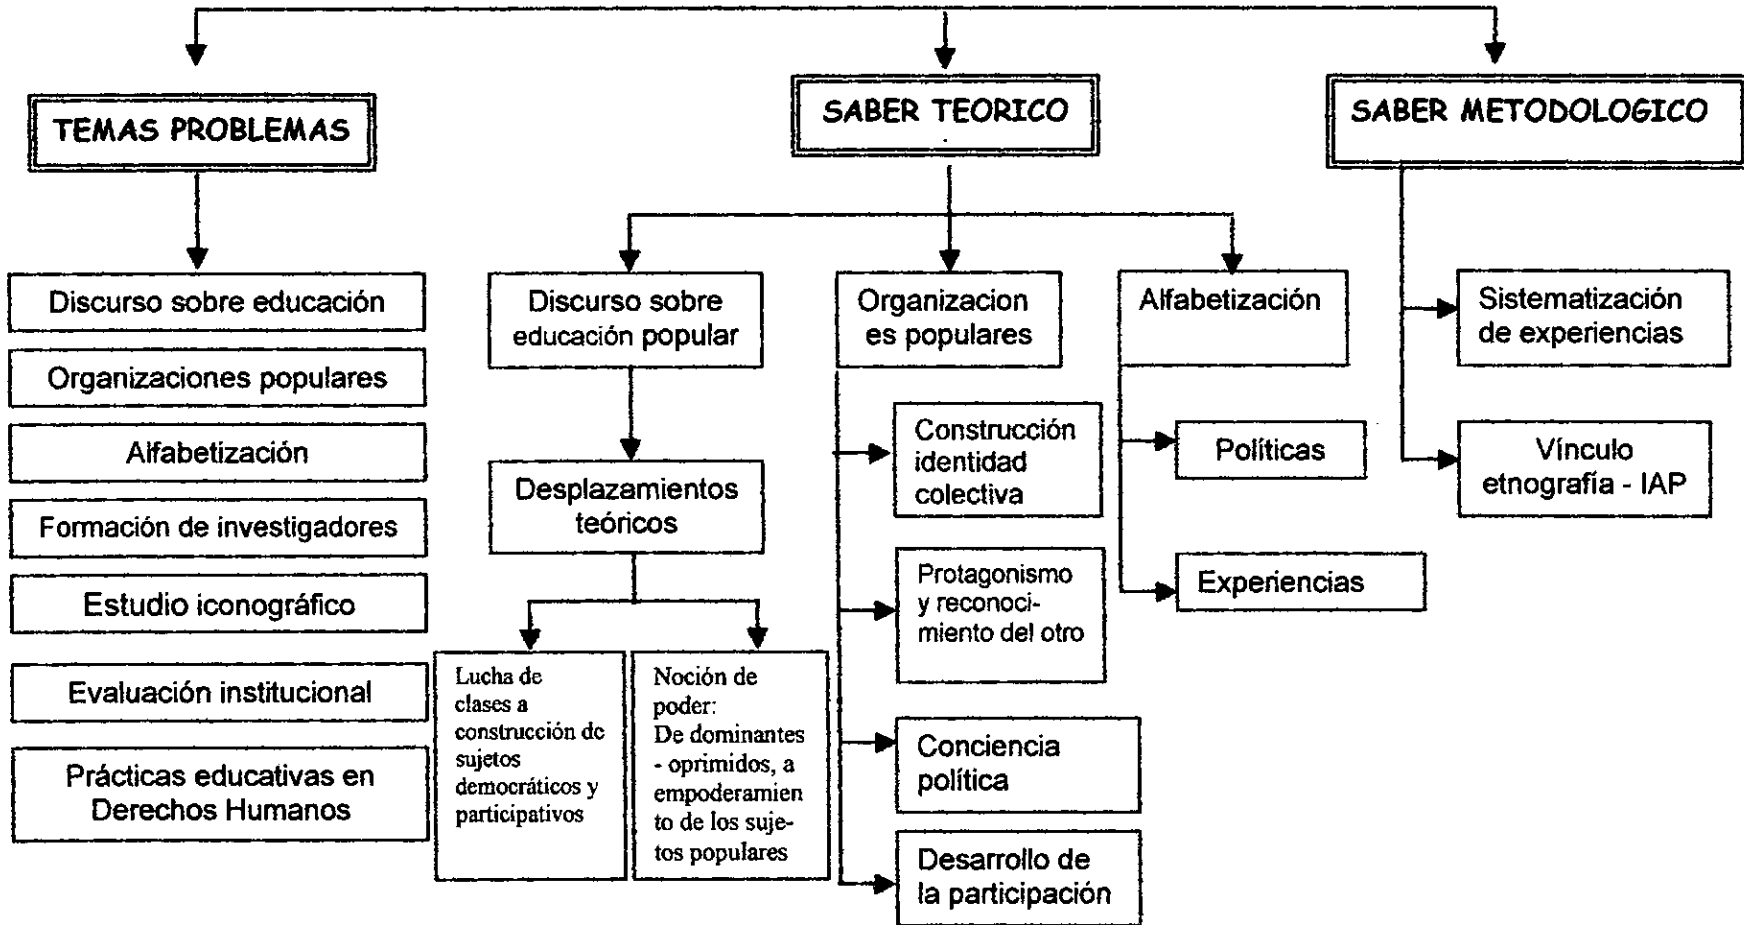 TEMAS PROBLEMAS
Discurso sobre educación
Organizaciones populares
Alfabetización
Formación de investigadores
Estudio iconográfico
Evaluación institucional
Prácticas educativas en
Derechos Humanos
SABER TEORICO
Discurso sobre
educación popular
Desplazamientos
teóricos
Lucha de
clases a
construcción de
sujetos
democráticos y
participativos
Noción de
poder:
De dominantes
- oprimidos, a
empoderamien
to de los suje-
tos populares
Organizacion
es populares
Construcción
identidad
colectiva
Protagonismo
y reconoci-
miento del otro
Conciencia
política
Desarrollo de
la participación
Alfabetización
Políticas
Experiencias
SABER METODOLOGICO
Sistematización
de experiencias
Vínculo
etnografía - IAP